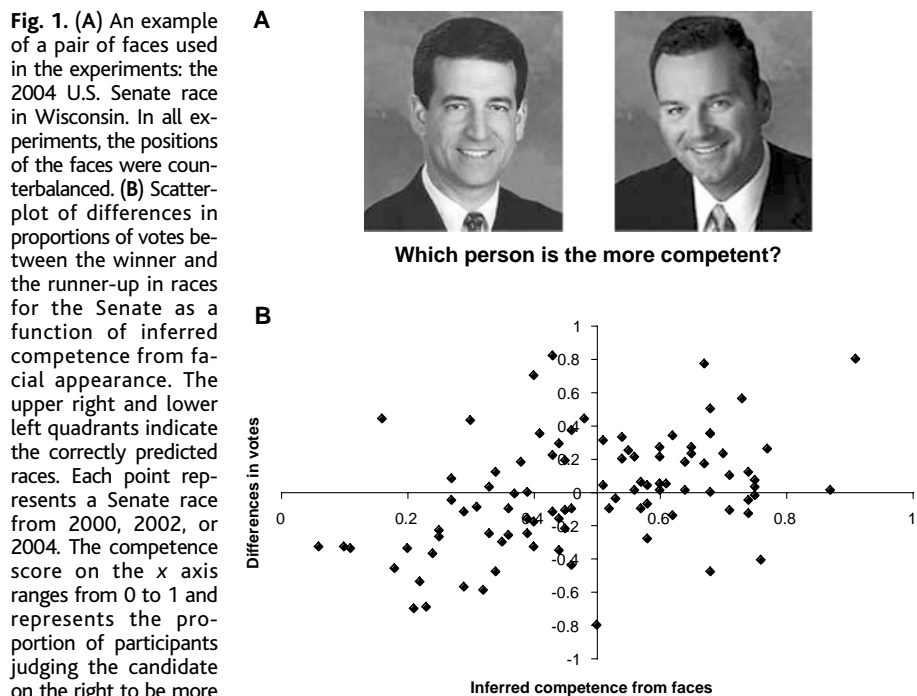 Fig. 1. (A) An example
of a pair of faces used
in the experiments: the
2004 U.S. Senate race
in Wisconsin. In all ex-
periments, the positions
of the faces were coun-
terbalanced. (B) Scatter-
plot of differences in
proportions of votes be-
tween the winner and
the runner-up in races
for the Senate as a
function of inferred
competence from fa-
cial appearance. The
upper right and lower
left quadrants indicate
the correctly predicted
races. Each point rep-
resents a Senate race
from 2000, 2002, or
2004. The competence
score on the x axis
ranges from 0 to 1 and
represents the pro-
portion of participants
judging the candidate
on the right to be more
A
Which person is the more competent?
B
Differences in votes
1
0.8
0.6
0.4
0.2
0
-0.2
-0.4
-0.6
-0.8
-1
0 0.2 0.4 0.6 0.8 1
Inferred competence from faces